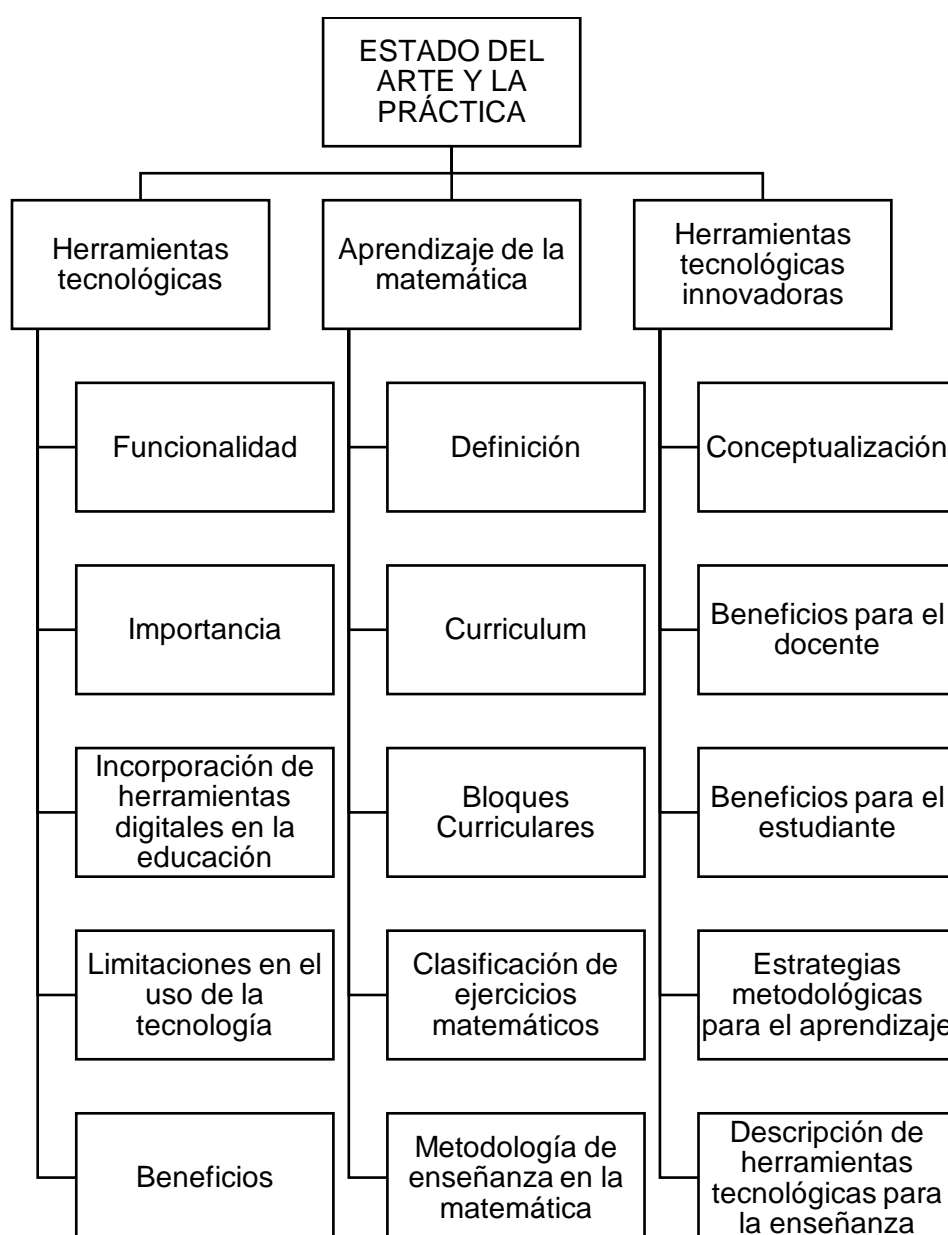 ESTADO DEL
ARTE Y LA
PRÁCTICA
Herramientas
tecnológicas
Aprendizaje de la
matemática
Herramientas
tecnológicas
innovadoras
Funcionalidad
Definición
Conceptualización
Importancia
Curriculum
Beneficios para el
docente
Incorporación de
herramientas
digitales en la
educación
Bloques
Curriculares
Beneficios para el
estudiante
Limitaciones en el
uso de la
tecnología
Clasificación de
ejercicios
matemáticos
Estrategias
metodológicas
para el aprendizaje
Beneficios
Metodología de
enseñanza en la
matemática
Descripción de
herramientas
tecnológicas para
la enseñanza